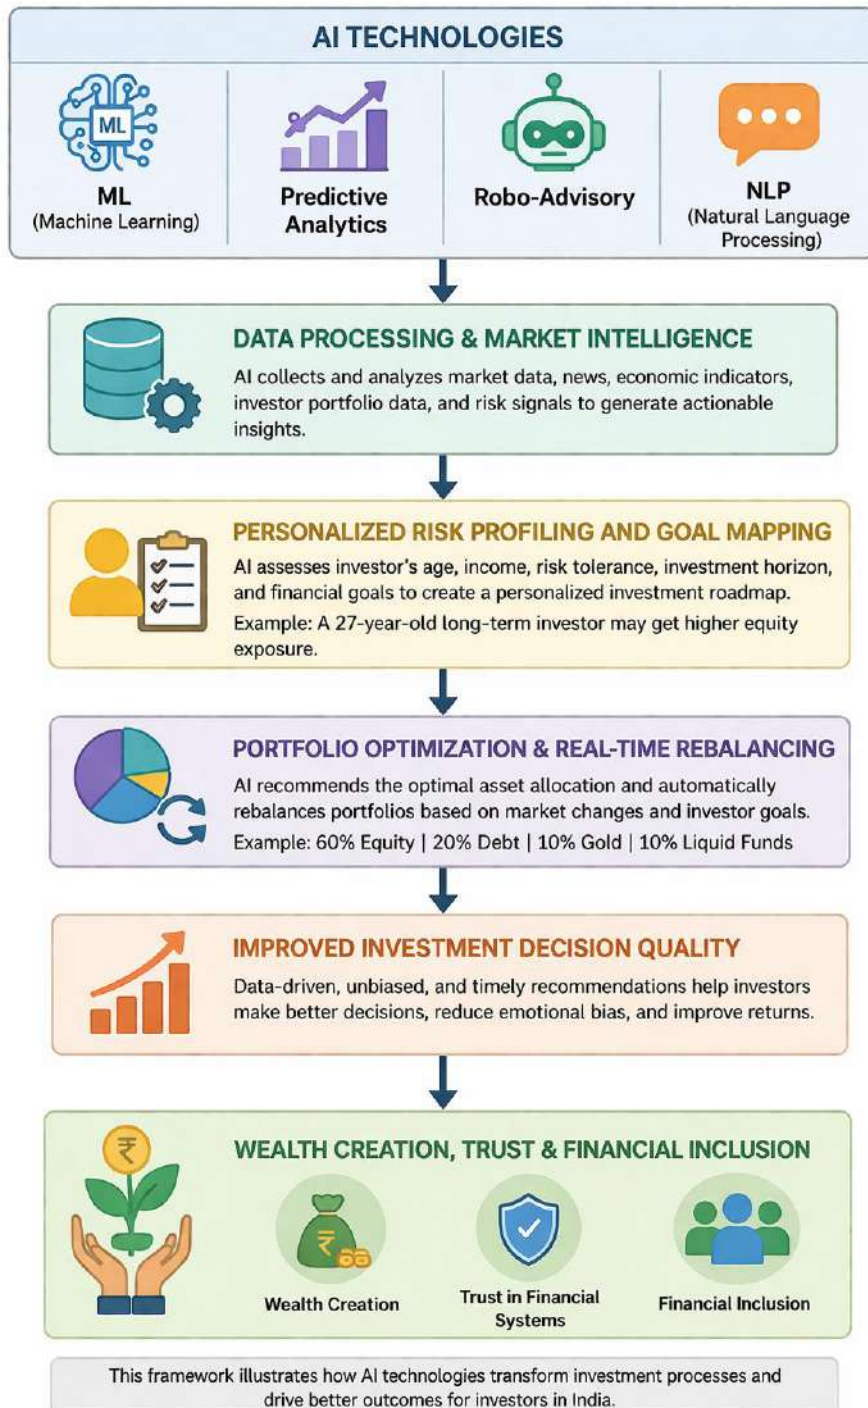 AI TECHNOLOGIES
ML
ML
(Machine Learning)
Predictive
Analytics
Robo-Advisory
NLP
(Natural Language
Processing)
DATA PROCESSING & MARKET INTELLIGENCE
AI collects and analyzes market data, news, economic indicators,
investor portfolio data, and risk signals to generate actionable
insights.
PERSONALIZED RISK PROFILING AND GOAL MAPPING
AI assesses investor's age, income, risk tolerance, investment horizon,
and financial goals to create a personalized investment roadmap.
Example: A 27-year-old long-term investor may get higher equity
exposure.
PORTFOLIO OPTIMIZATION & REAL-TIME REBALANCING
AI recommends the optimal asset allocation and automatically
rebalances portfolios based on market changes and investor goals.
Example: 60% Equity | 20% Debt | 10% Gold | 10% Liquid Funds
IMPROVED INVESTMENT DECISION QUALITY
Data-driven, unbiased, and timely recommendations help investors
make better decisions, reduce emotional bias, and improve returns.
₹
WEALTH CREATION, TRUST & FINANCIAL INCLUSION
₹
Wealth Creation
Trust in Financial
Systems
Financial Inclusion
This framework illustrates how AI technologies transform investment processes and
drive better outcomes for investors in India.